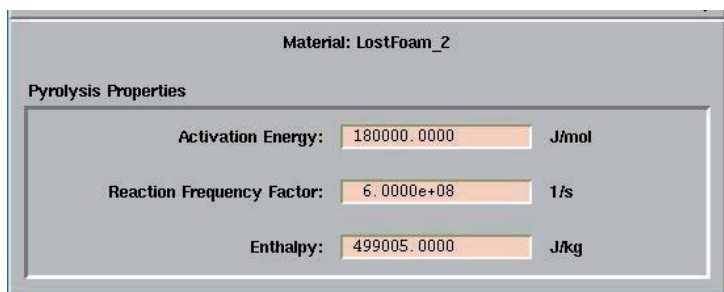 Material: LostFoam_2
Pyrolysis Properties
Activation Energy: 180000.0000 J/mol
Reaction Frequency Factor: 6.0000e+08 1/s
Enthalpy: 499005.0000 J/kg